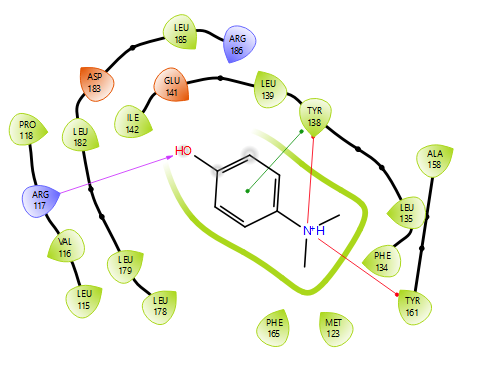 LEU
185
ARG
186
ASP
183
GLU
141
LEU
139
TYR
138
ILE
142
PRO
118
LEU
182
ALA
158
HO
ARG
117
LEU
135
N+H
VAL
116
PHE
134
LEU
179
LEU
115
LEU
178
TYR
161
PHE
165
MET
123